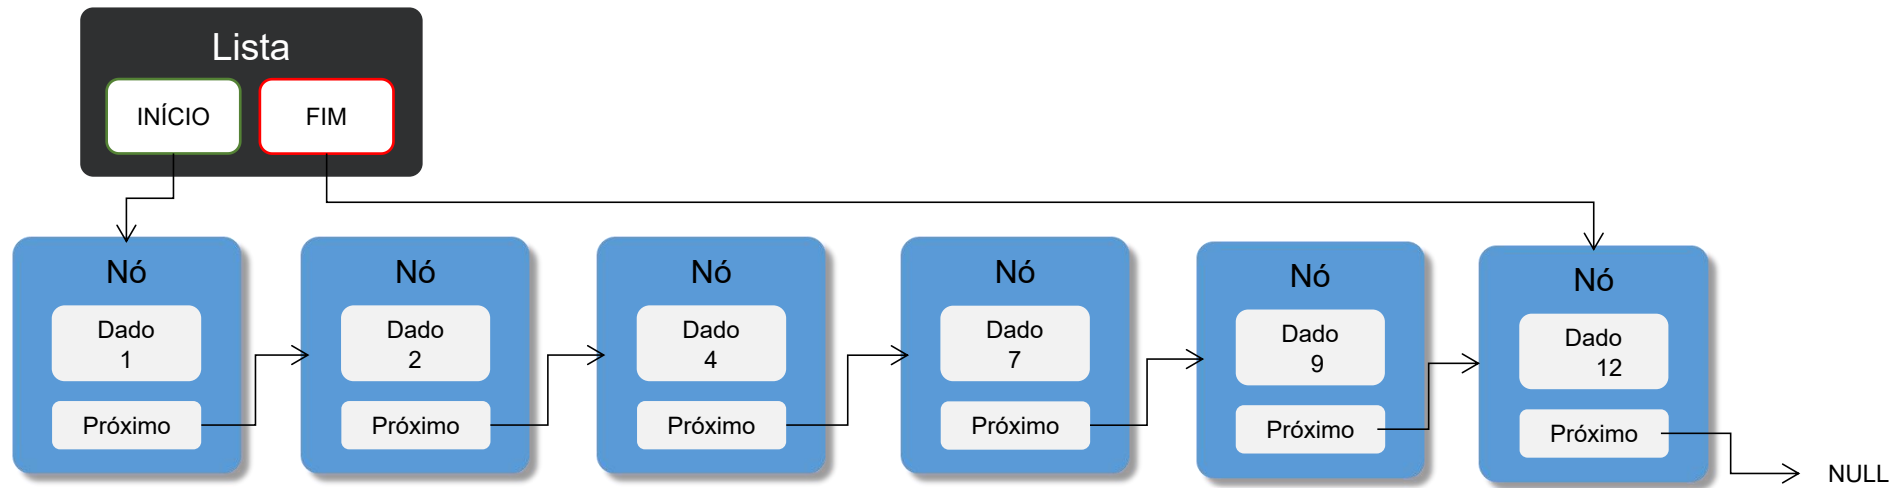 Lista
INÍCIO
FIM
Nó
Dado
1
Próximo
Nó
Dado
2
Próximo
Nó
Dado
4
Próximo
Nó
Dado
7
Próximo
Nó
Dado
9
Próximo
Nó
Dado
12
Próximo
NULL